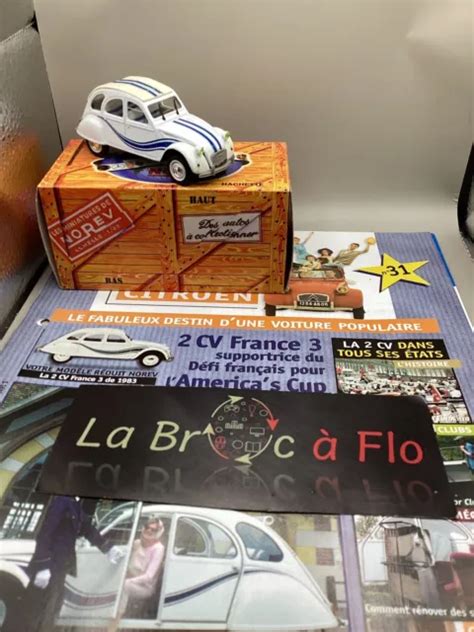 HACHETTE
HAUT
LES MINIATURES DE
NOREV
Des autos
à collectionner
BAS
31
CITROËN
LE FABULEUX DESTIN D'UNE VOITURE POPULAIRE
2 CV France 3
supportrice du
Défi français pour
l'America's Cup
VOTRE MODÈLE RÉDUIT NOREV
LA 2 CV France 3 de 1983
LA 2 CV DANS
TOUS SES ÉTATS
L'HISTOIRE
CLUBS
La Broc à Flo
Comment rénover des